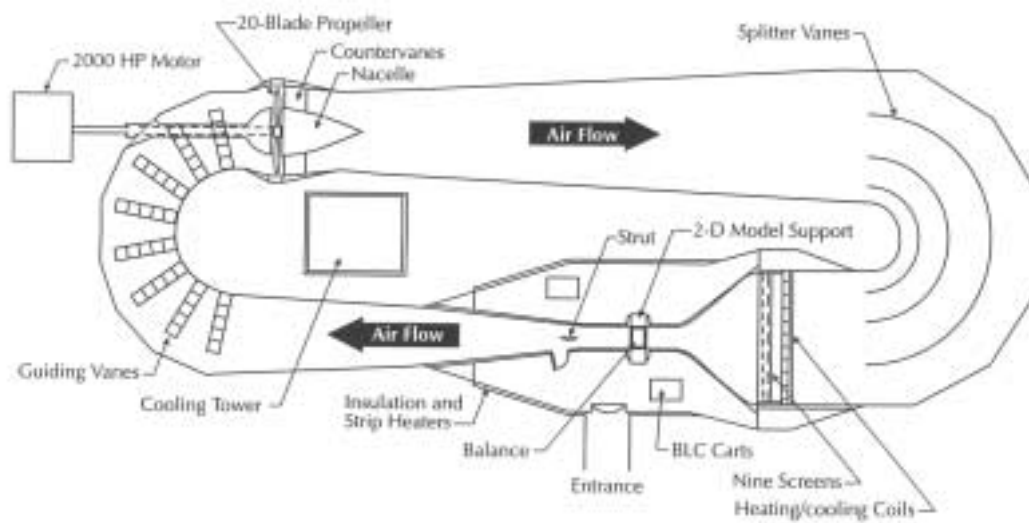 20-Blade Propeller
2000 HP Motor
Countervanes
Nacelle
Splitter Vanes
Air Flow
Strut
2-D Model Support
Air Flow
Guiding Vanes
Cooling Tower
Insulation and
Strip Heaters
Balance
BLC Carts
Entrance
Nine Screens
Heating/cooling Coils